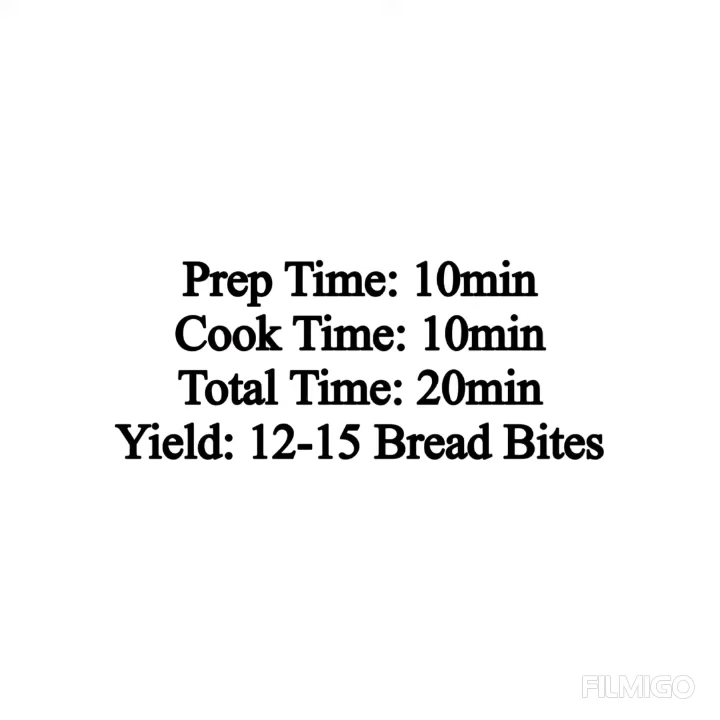 Prep Time: 10min
Cook Time: 10min
Total Time: 20min
Yield: 12-15 Bread Bites
FILMIGO